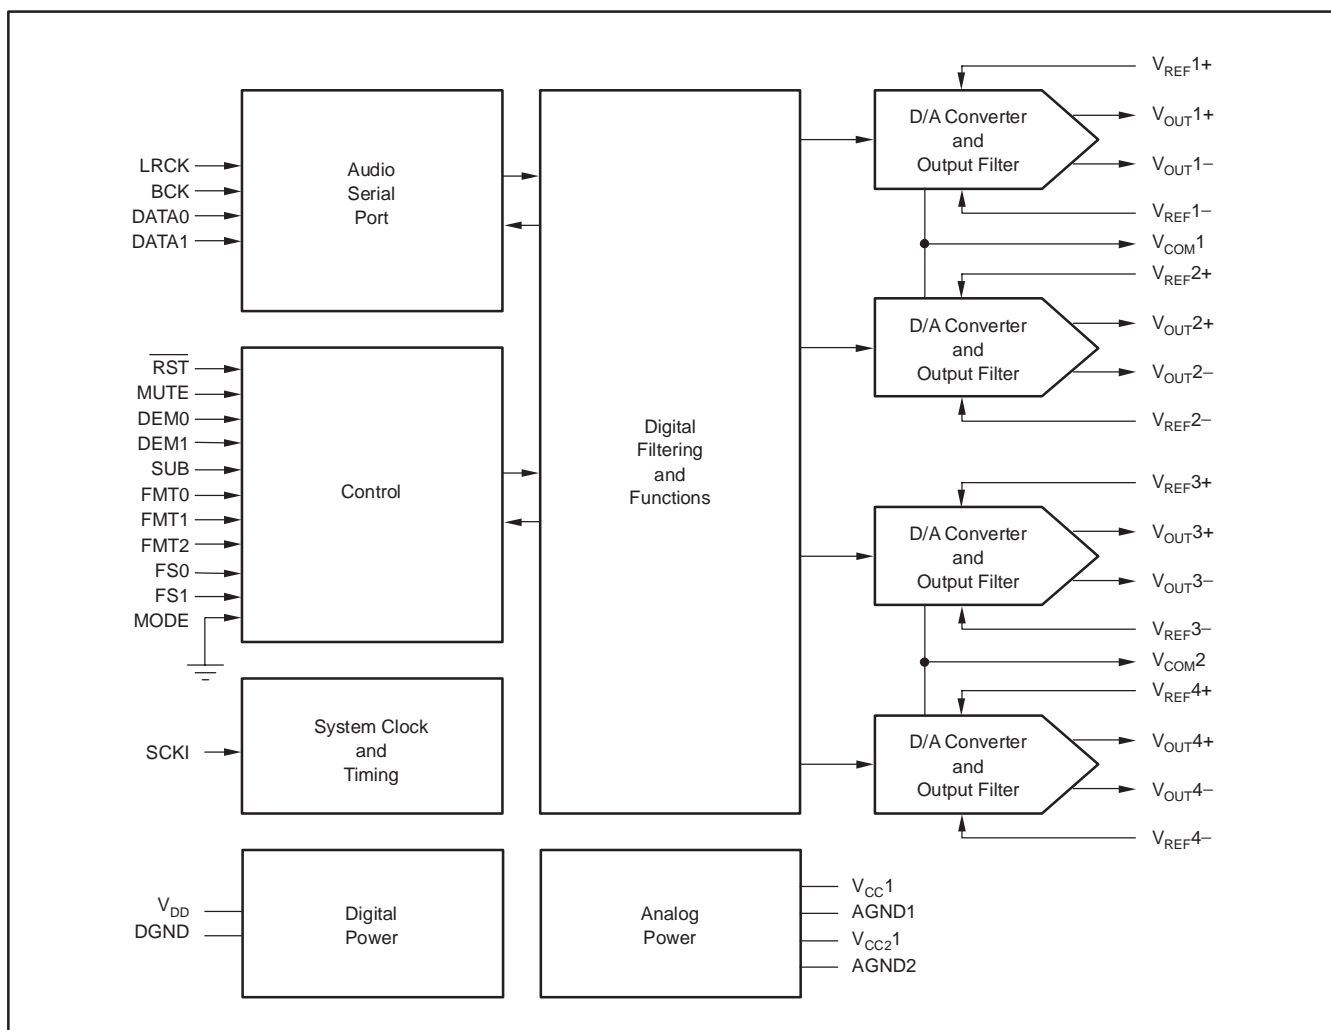 LRCK
BCK
DATA0
DATA1
Audio
Serial
Port
RST
MUTE
DEM0
DEM1
SUB
FMT0
FMT1
FMT2
FS0
FS1
MODE
Control
SCKI
System Clock
and
Timing
VDD
DGND
Digital
Power
Digital
Filtering
and
Functions
Analog
Power
VCC1
AGND1
VCC21
AGND2
D/A Converter
and
Output Filter
VREF1+
VOUT1+
VOUT1–
VREF1–
VCOM1
D/A Converter
and
Output Filter
VREF2+
VOUT2+
VOUT2–
VREF2–
D/A Converter
and
Output Filter
VREF3+
VOUT3+
VOUT3–
VREF3–
VCOM2
D/A Converter
and
Output Filter
VREF4+
VOUT4+
VOUT4–
VREF4–